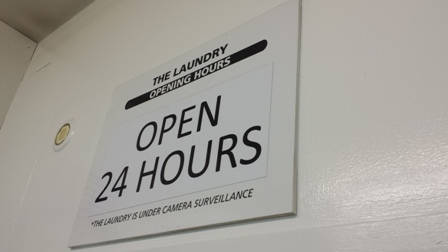 THE LAUNDRY
OPENING HOURS
OPEN
24 HOURS
*THE LAUNDRY IS UNDER CAMERA SURVEILLANCE